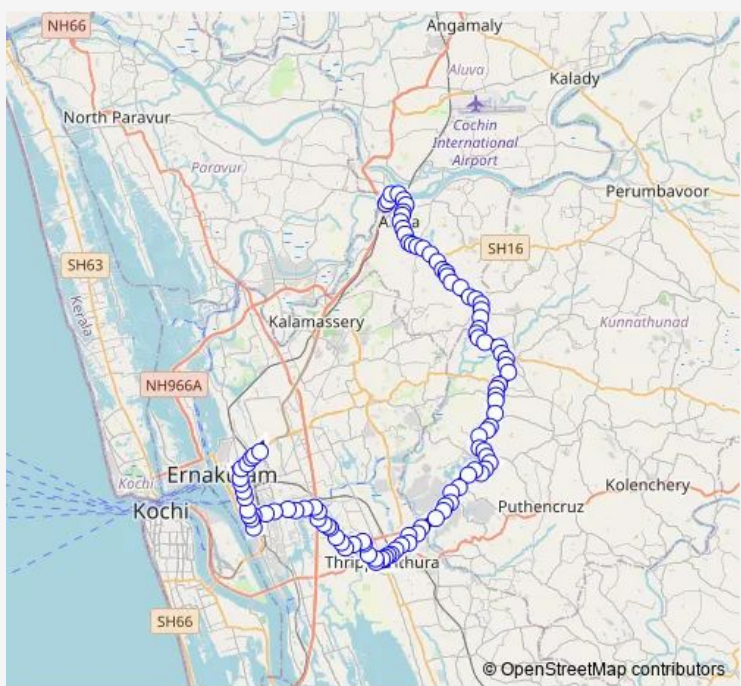 NH66
Angamaly
Aluva
Kalady
North Paravur
Cochin
International
Airport
Paravur
Perumbavoor
SH16
SH63
Kerala
Kalamassery
Kunnathunad
NH966A
Ernakulam
Kochi
Kochi
Kolenchery
Puthencruz
SH66
© OpenStreetMap contributors